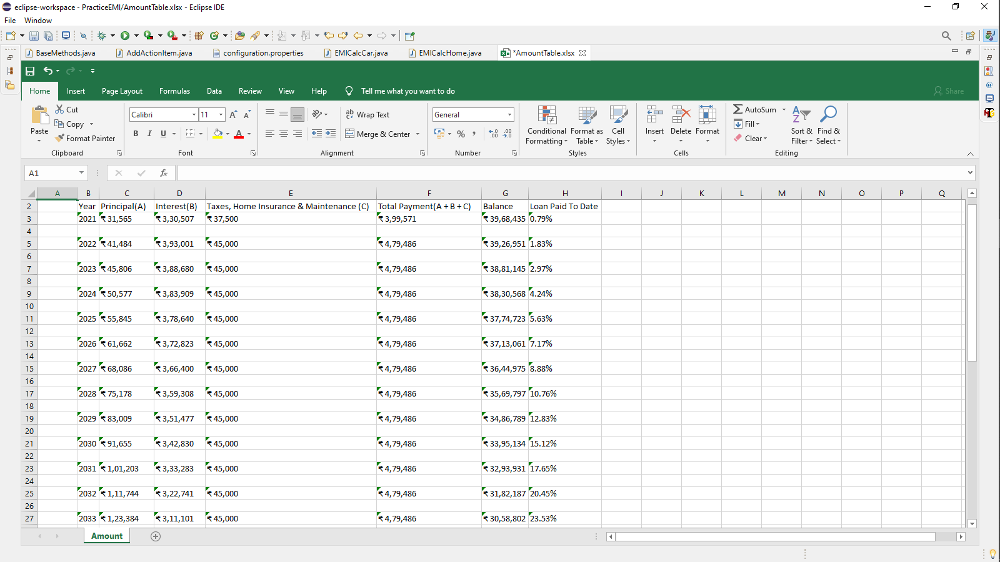 eclipse-workspace - PracticeEMI/AmountTable.xlsx - Eclipse IDE
File Window
BaseMethods.java AddActionItem.java configuration.properties EMICalcCar.java EMICalcHome.java *AmountTable.xlsx
Home Insert Page Layout Formulas Data Review View Help Tell me what you want to do Share
Paste Cut Copy Format Painter Clipboard
Calibri 11 B I U A Font
Wrap Text Merge & Center Alignment
General % Number
Conditional Formatting Format as Table Cell Styles Styles
Insert Delete Format Cells
AutoSum Fill Clear Sort & Filter Find & Select Editing
A1 fx
A B C D E F G H I J K L M N O P Q
2 Year Principal(A) Interest(B) Taxes, Home Insurance & Maintenance (C) Total Payment(A + B + C) Balance Loan Paid To Date
3 2021 ₹ 31,565 ₹ 3,30,507 ₹ 37,500 ₹ 3,99,571 ₹ 39,68,435 0.79%
4
5 2022 ₹ 41,484 ₹ 3,93,001 ₹ 45,000 ₹ 4,79,486 ₹ 39,26,951 1.83%
6
7 2023 ₹ 45,806 ₹ 3,88,680 ₹ 45,000 ₹ 4,79,486 ₹ 38,81,145 2.97%
8
9 2024 ₹ 50,577 ₹ 3,83,909 ₹ 45,000 ₹ 4,79,486 ₹ 38,30,568 4.24%
10
11 2025 ₹ 55,845 ₹ 3,78,640 ₹ 45,000 ₹ 4,79,486 ₹ 37,74,723 5.63%
12
13 2026 ₹ 61,662 ₹ 3,72,823 ₹ 45,000 ₹ 4,79,486 ₹ 37,13,061 7.17%
14
15 2027 ₹ 68,086 ₹ 3,66,400 ₹ 45,000 ₹ 4,79,486 ₹ 36,44,975 8.88%
16
17 2028 ₹ 75,178 ₹ 3,59,308 ₹ 45,000 ₹ 4,79,486 ₹ 35,69,797 10.76%
18
19 2029 ₹ 83,009 ₹ 3,51,477 ₹ 45,000 ₹ 4,79,486 ₹ 34,86,789 12.83%
20
21 2030 ₹ 91,655 ₹ 3,42,830 ₹ 45,000 ₹ 4,79,486 ₹ 33,95,134 15.12%
22
23 2031 ₹ 1,01,203 ₹ 3,33,283 ₹ 45,000 ₹ 4,79,486 ₹ 32,93,931 17.65%
24
25 2032 ₹ 1,11,744 ₹ 3,22,741 ₹ 45,000 ₹ 4,79,486 ₹ 31,82,187 20.45%
26
27 2033 ₹ 1,23,384 ₹ 3,11,101 ₹ 45,000 ₹ 4,79,486 ₹ 30,58,802 23.53%
Amount